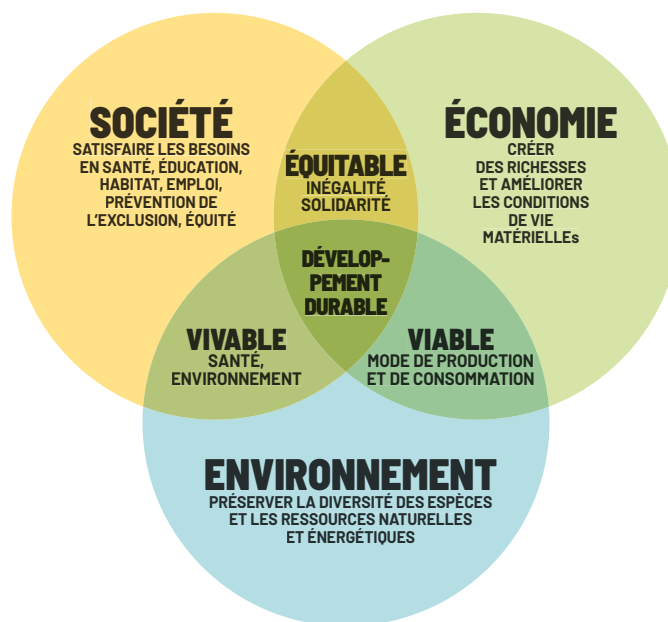 SOCIÉTÉ
SATISFAIRE LES BESOINS
EN SANTÉ, ÉDUCATION,
HABITAT, EMPLOI,
PRÉVENTION DE
L'EXCLUSION, ÉQUITÉ
ÉQUITABLE
INÉGALITÉ
SOLIDARITÉ
ÉCONOMIE
CRÉER
DES RICHESSES
ET AMÉLIORER
LES CONDITIONS
DE VIE
MATÉRIELLEs
DÉVELOP-
PEMENT
DURABLE
VIVABLE
SANTÉ,
ENVIRONNEMENT
VIABLE
MODE DE PRODUCTION
ET DE CONSOMMATION
ENVIRONNEMENT
PRÉSERVER LA DIVERSITÉ DES ESPÈCES
ET LES RESSOURCES NATURELLES
ET ÉNERGÉTIQUES